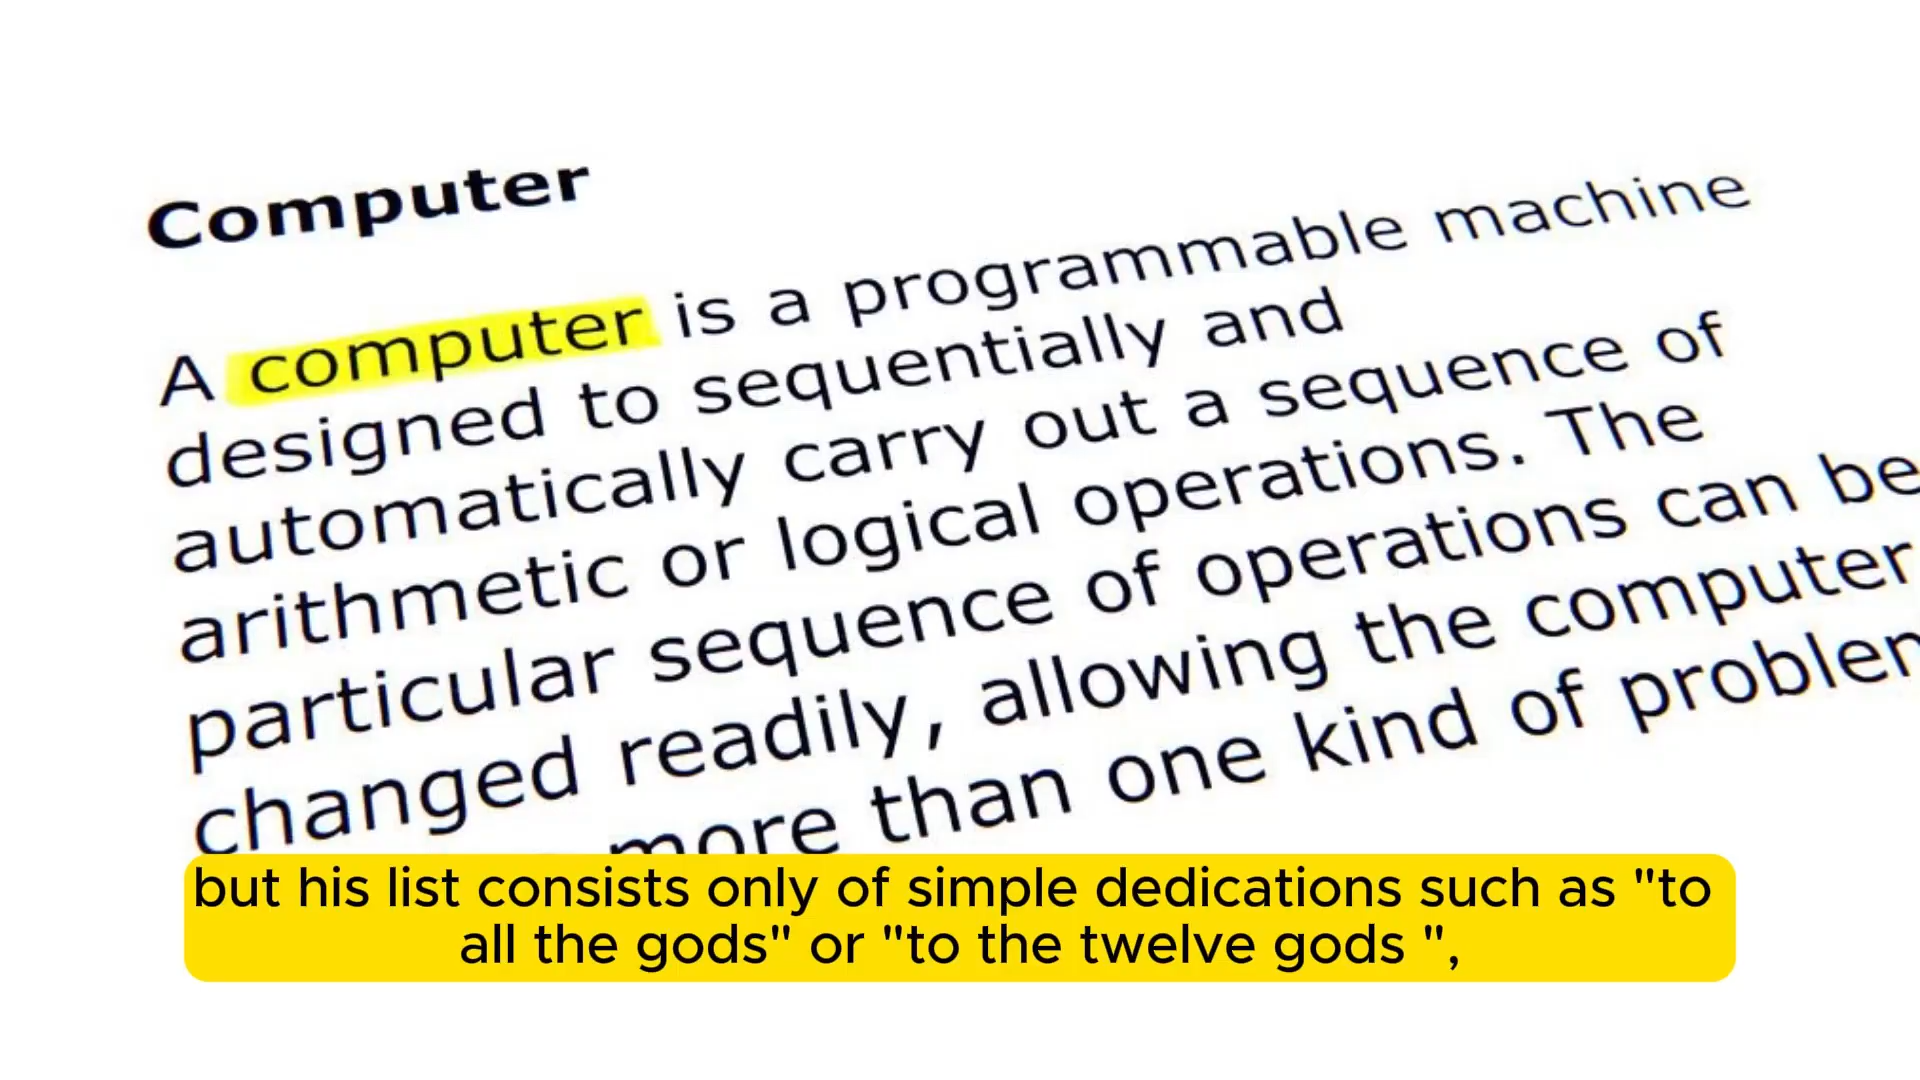 Computer
A computer is a programmable machine
designed to sequentially and
automatically carry out a sequence of
arithmetic or logical operations. The
particular sequence of operations can be
changed readily, allowing the computer
more than one kind of
but his list consists only of simple dedications such as "to
all the gods" or "to the twelve gods ",